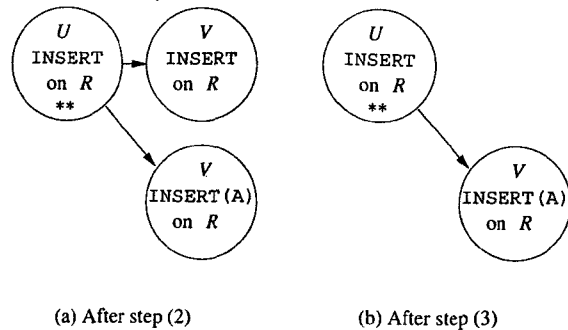 U
INSERT
on R
**
V
INSERT
on R
V
INSERT(A)
on R
(a) After step (2)
U
INSERT
on R
**
V
INSERT(A)
on R
(b) After step (3)